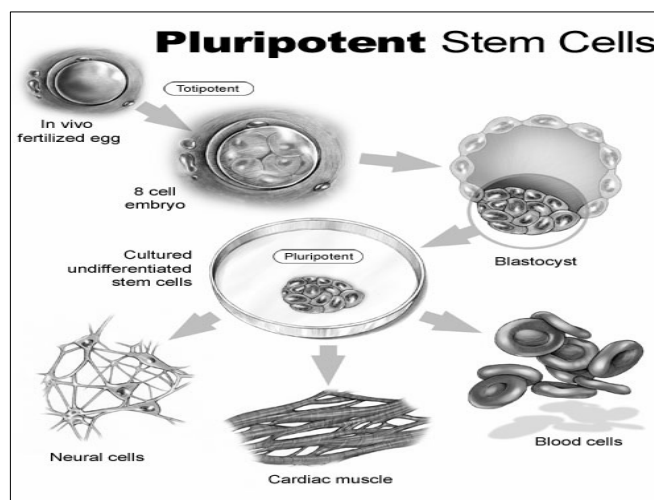 Pluripotent Stem Cells
Totipotent
In vivo
fertilized egg
8 cell
embryo
Blastocyst
Cultured
undifferentiated
stem cells
Pluripotent
Neural cells
Cardiac muscle
Blood cells